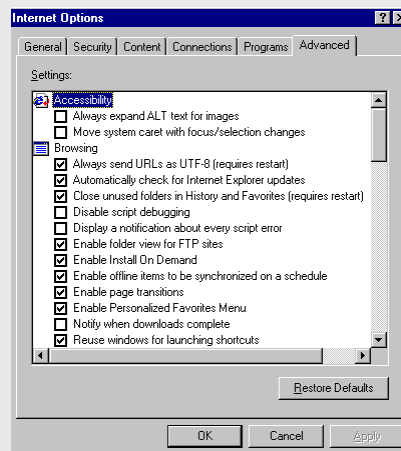 Internet Options
General Security Content Connections Programs Advanced
Settings:
Accessibility
Always expand ALT text for images
Move system caret with focus/selection changes
Browsing
Always send URLs as UTF-8 (requires restart)
Automatically check for Internet Explorer updates
Close unused folders in History and Favorites (requires restart)
Disable script debugging
Display a notification about every script error
Enable folder view for FTP sites
Enable Install On Demand
Enable offline items to be synchronized on a schedule
Enable page transitions
Enable Personalized Favorites Menu
Notify when downloads complete
Reuse windows for launching shortcuts
Restore Defaults
OK Cancel Apply